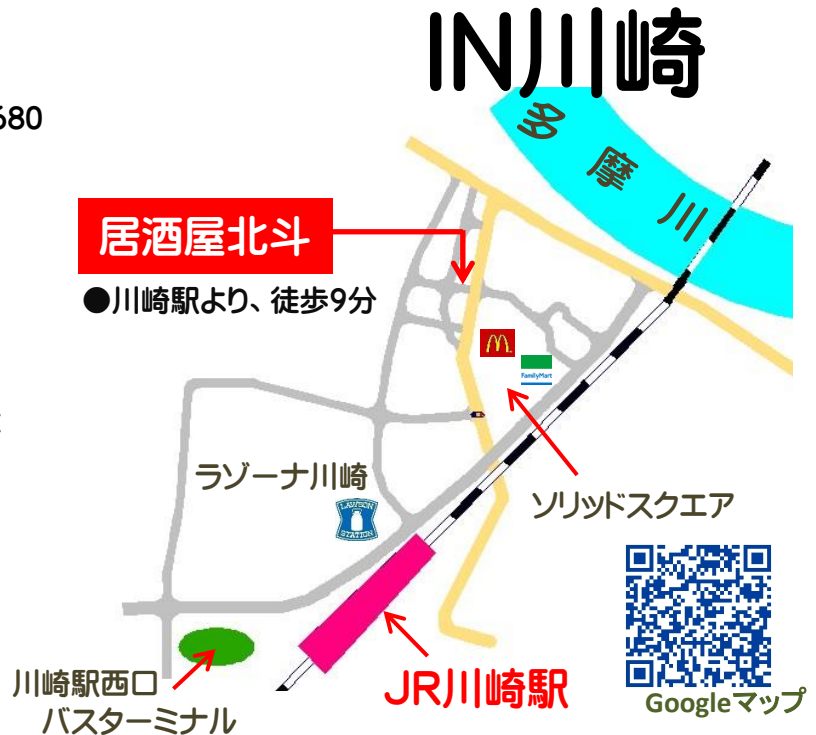 IN川崎
680
多摩川
居酒屋北斗
●川崎駅より、徒歩9分
M
FamilyMart
ラゾーナ川崎
LAWSON
STATION
ソリッドスクエア
川崎駅西口
バスターミナル
JR川崎駅
Googleマップ